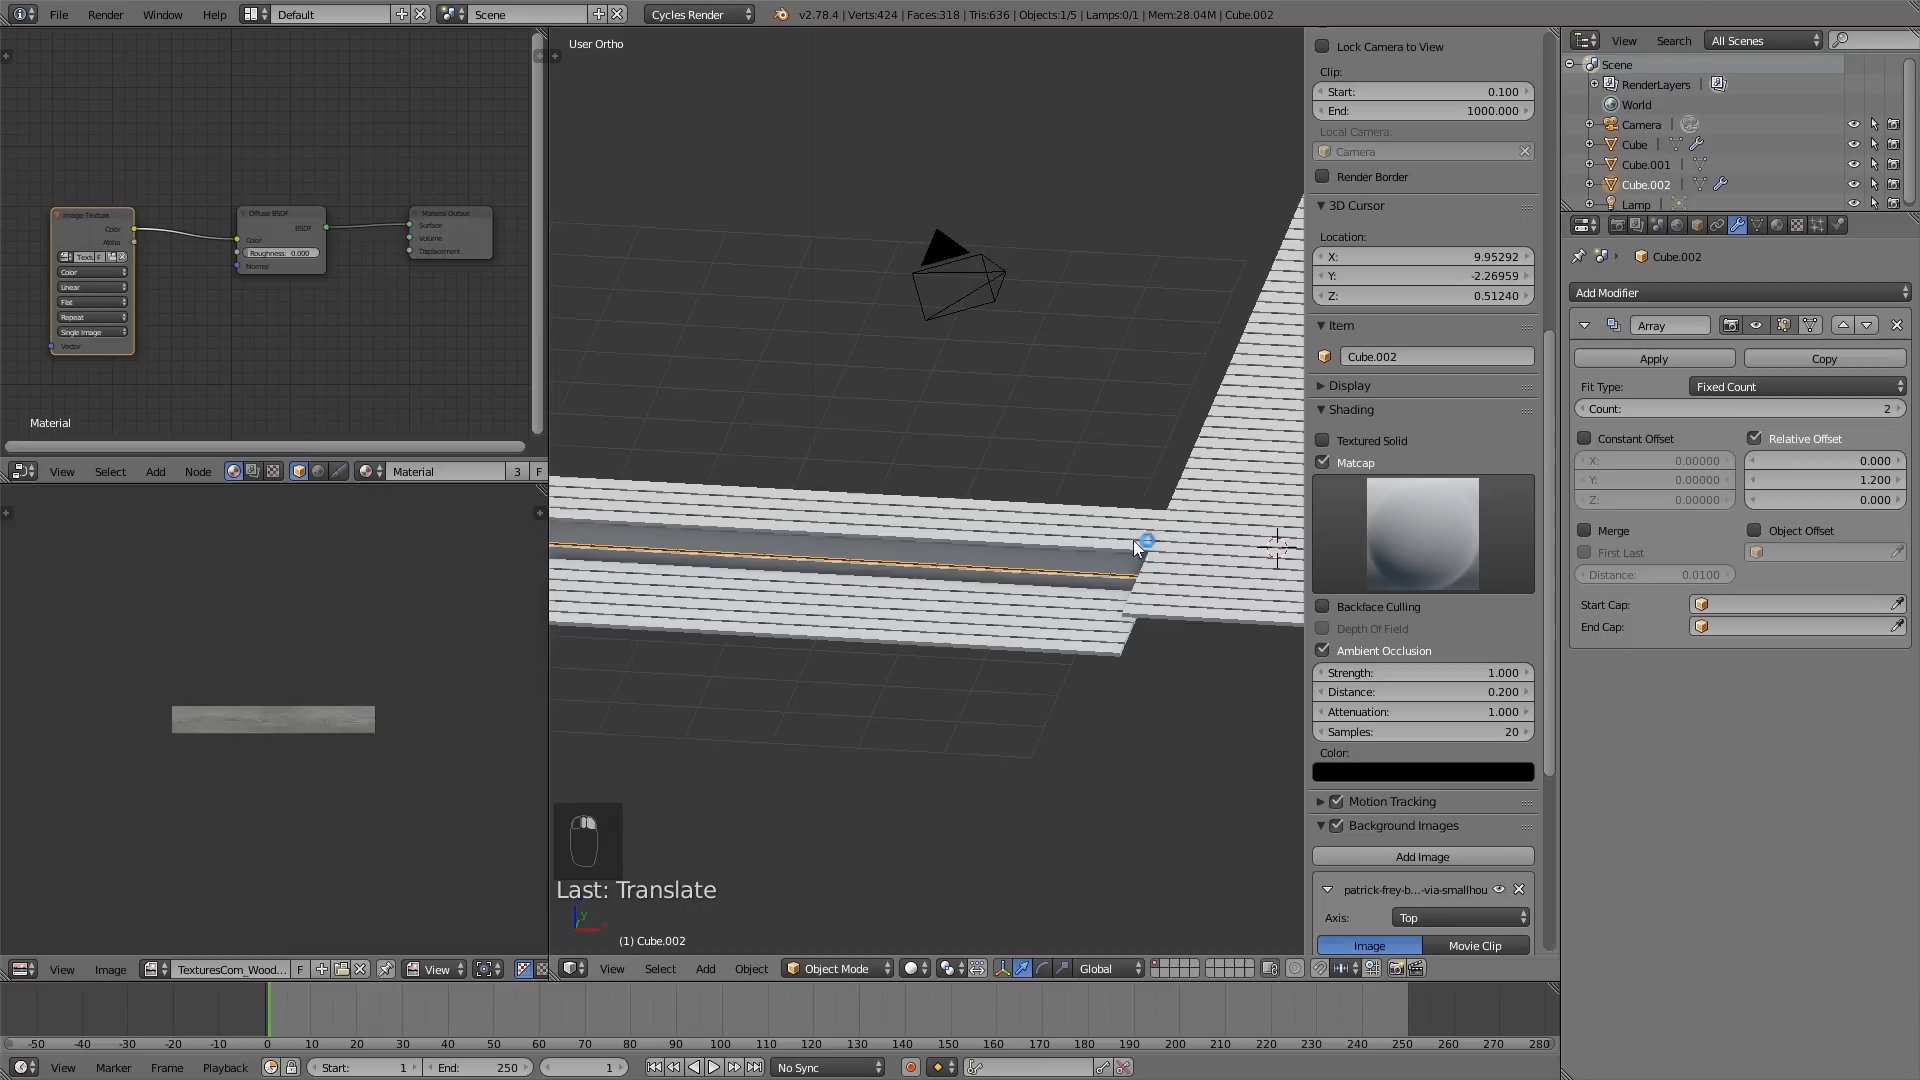 File Render Window Help Default Scene Cycles Render v2.78.4 | Verts:424 | Faces:318 | Tris:636 | Objects:1/5 | Lamps:0/1 | Mem:28.04M | Cube.002
User Ortho
Image Texture
Color
Alpha
F
Color
Linear
Flat
Repeat
Single Image
Vector
Diffuse BSDF
BSDF
Color
Roughness: 0.000
Normal
Material Output
Surface
Volume
Displacement
Material
View Select Add Node Material 3 F
Lock Camera to View
Clip:
Start: 0.100
End: 1000.000
Local Camera:
Camera
Render Border
3D Cursor
Location:
X: 9.95292
Y: -2.26959
Z: 0.51240
Item
Cube.002
Display
Shading
Textured Solid
Matcap
Backface Culling
Depth Of Field
Ambient Occlusion
Strength: 1.000
Distance: 0.200
Attenuation: 1.000
Samples: 20
Color:
Motion Tracking
Background Images
Add Image
patrick-frey-b...-via-smallhou
Axis: Top
Image Movie Clip
View Search All Scenes
Scene
RenderLayers
World
Camera
Cube
Cube.001
Cube.002
Lamp
Cube.002
Add Modifier
Array
Apply Copy
Fit Type: Fixed Count
Count: 2
Constant Offset Relative Offset
X: 0.00000 0.000
Y: 0.00000 1.200
Z: 0.00000 0.000
Merge Object Offset
First Last
Distance: 0.0100
Start Cap:
End Cap:
Last: Translate
y
(1) Cube.002
View Image TexturesCom_Wood... F View
View Select Add Object Object Mode Global
-50 -40 -30 -20 -10 0 10 20 30 40 50 60 70 80 90 100 110 120 130 140 150 160 170 180 190 200 210 220 230 240 250 260 270 280
View Marker Frame Playback Start: 1 End: 250 1 No Sync